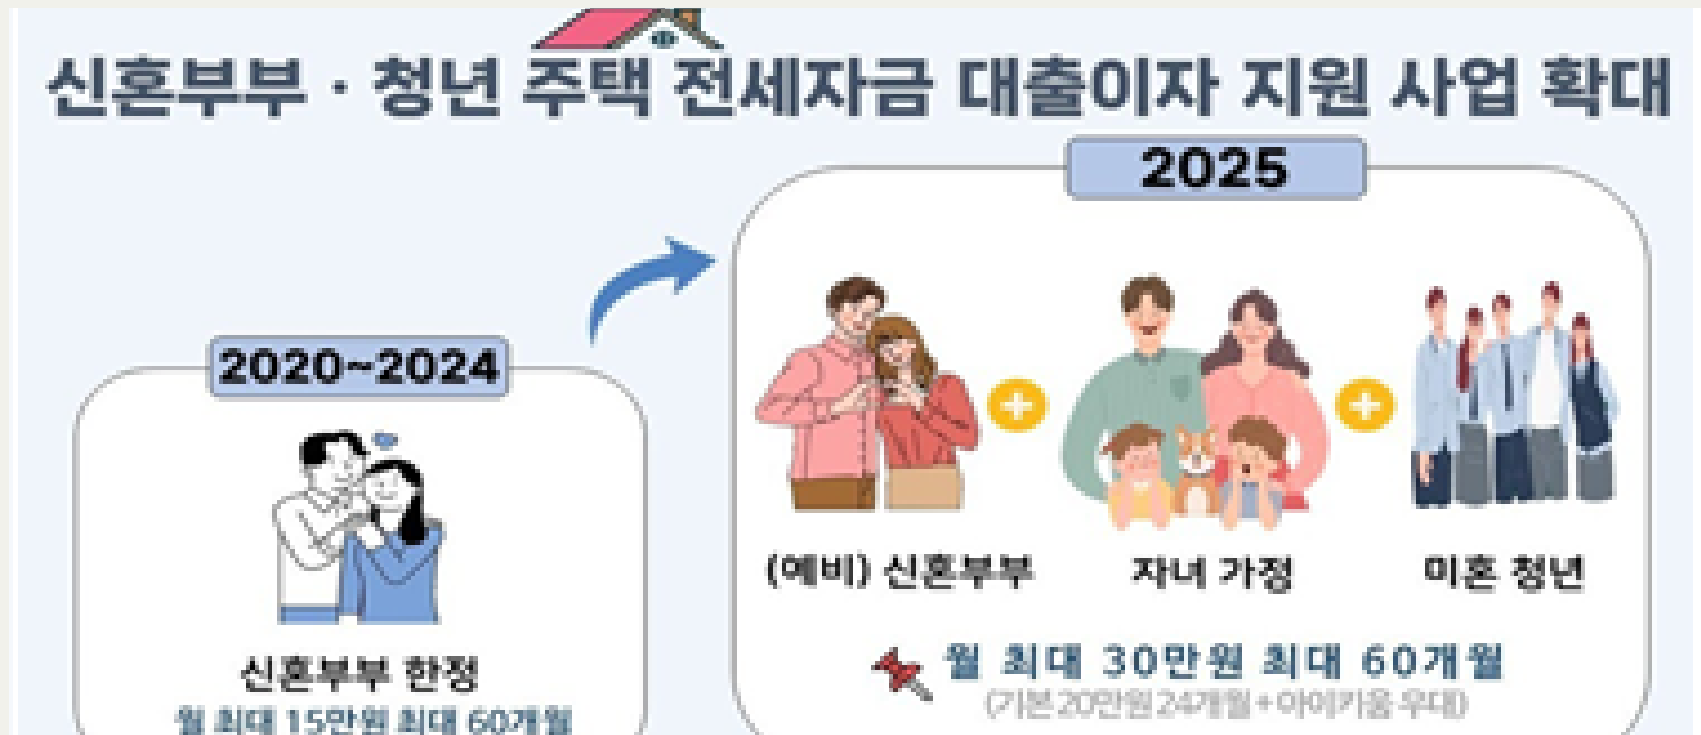 신혼부부 · 청년 주택 전세자금 대출이자 지원 사업 확대
2020~2024
신혼부부 한정
월 최대 15만원 최대 60개월
2025
(예비) 신혼부부
자녀 가정
미혼 청년
월 최대 30만원 최대 60개월
(기본 20만원 24개월 + 아이키움 우대)